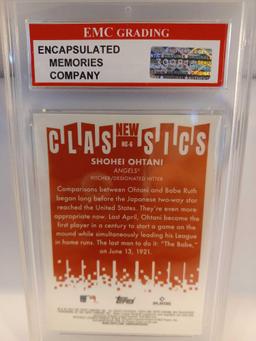 EMC GRADING
ENCAPSULATED
MEMORIES
COMPANY
NEW
CLASSICS
NC-6
SHOHEI OHTANI
ANGELS®
PITCHER/DESIGNATED HITTER
Comparisons between Ohtani and Babe Ruth
began long before the Japanese two-way star
reached the United States. They're even more
appropriate now. Last April, Ohtani became the
first player in a century to start a game on the
mound while simultaneously leading his League
in home runs. The last man to do it: "The Babe,"
on June 13, 1921.
Topps